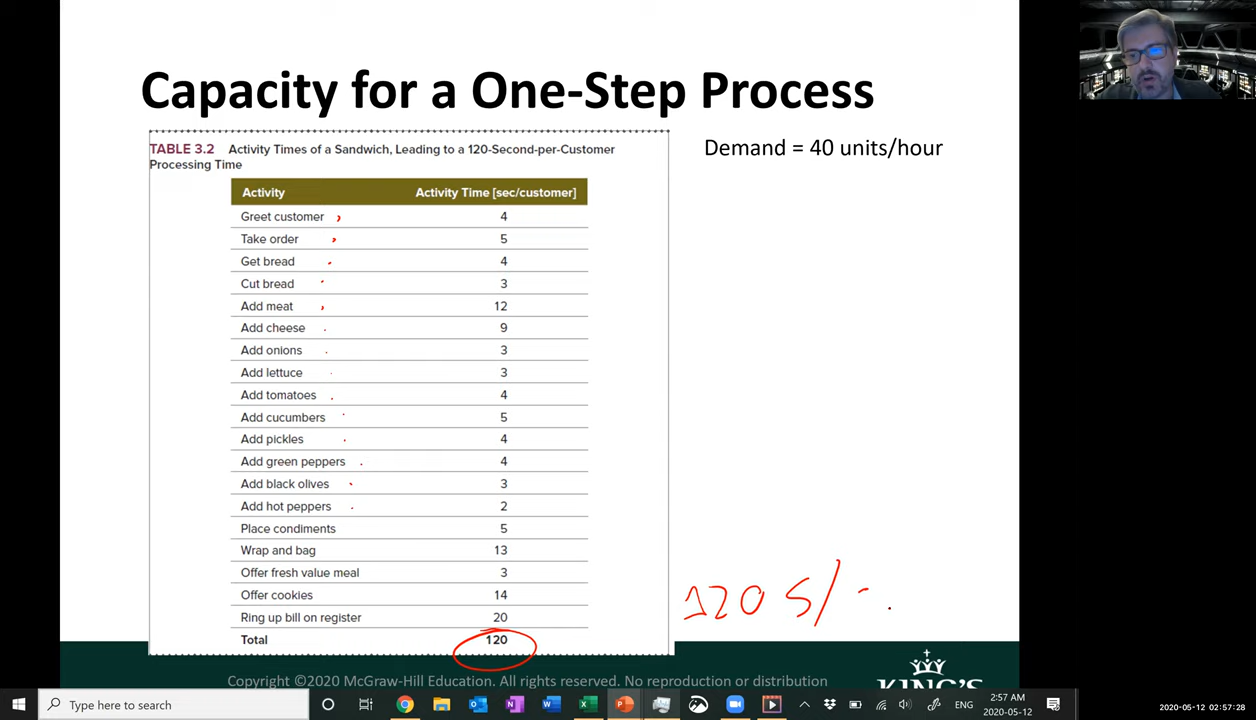 Capacity for a One-Step Process
Demand = 40 units/hour
TABLE 3.2 Activity Times of a Sandwich, Leading to a 120-Second-per-Customer
Processing Time
Activity Activity Time [sec/customer]
Greet customer 4
Take order 5
Get bread 4
Cut bread 3
Add meat 12
Add cheese 9
Add onions 3
Add lettuce 3
Add tomatoes 4
Add cucumbers 5
Add pickles 4
Add green peppers 4
Add black olives 3
Add hot peppers 2
Place condiments 5
Wrap and bag 13
Offer fresh value meal 3
Offer cookies 14
Ring up bill on register 20
Total 120
120 S/
Copyright ©2020 McGraw-Hill Education. All rights reserved. No reproduction or distribution
KING'S
Type here to search
ENG
2:57 AM
2020-05-12
2020-05-12 02:57:28